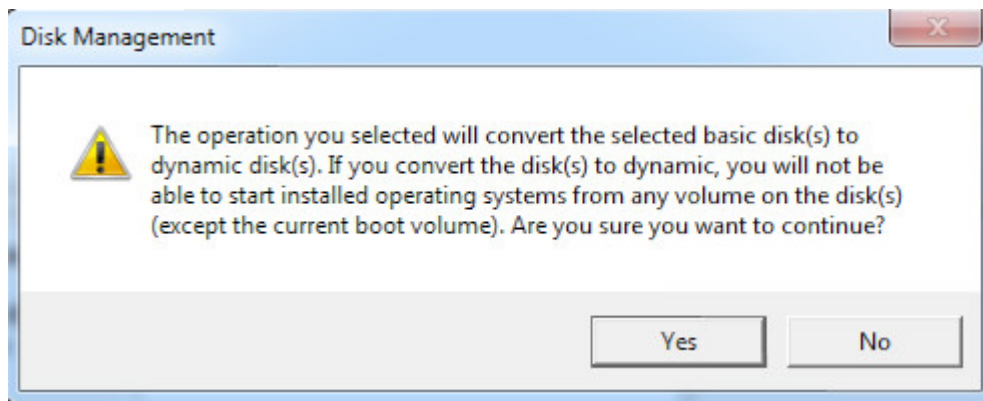 Disk Management
The operation you selected will convert the selected basic disk(s) to
dynamic disk(s). If you convert the disk(s) to dynamic, you will not be
able to start installed operating systems from any volume on the disk(s)
(except the current boot volume). Are you sure you want to continue?
Yes No